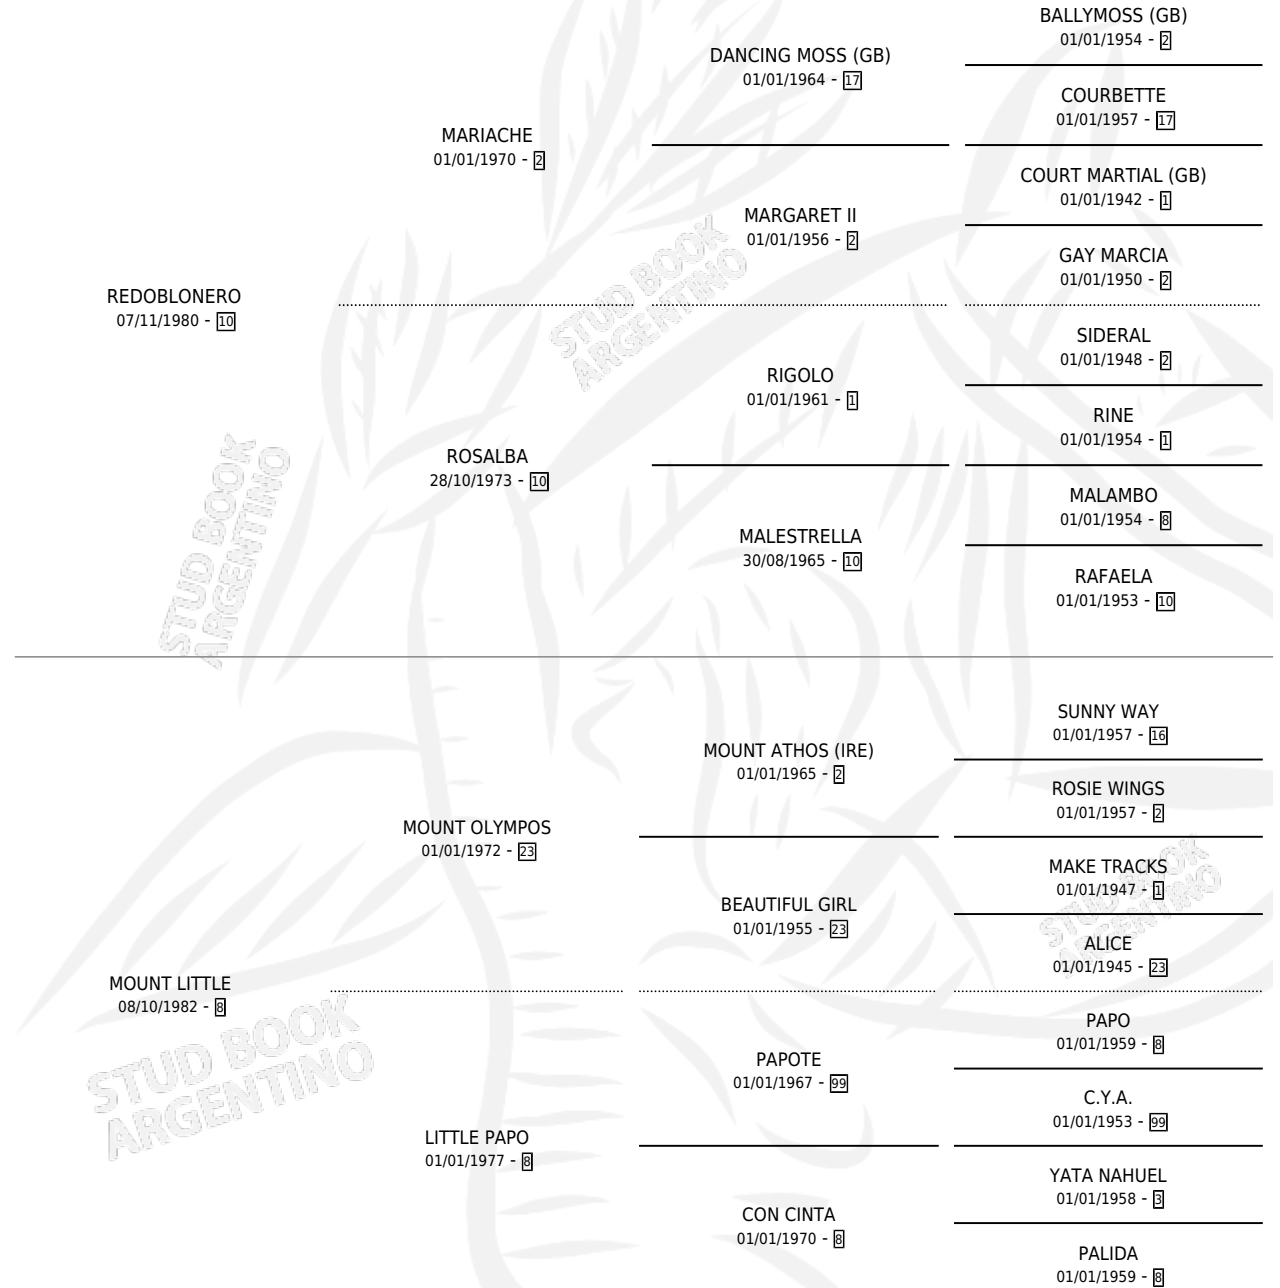 BALLYMOSS (GB)
01/01/1954 - 2
DANCING MOSS (GB)
01/01/1964 - 17
COURBETTE
01/01/1957 - 17
MARIACHE
01/01/1970 - 2
COURT MARTIAL (GB)
01/01/1942 - 1
MARGARET II
01/01/1956 - 2
GAY MARCIA
01/01/1950 - 2
REDOBLONERO
07/11/1980 - 10
SIDERAL
01/01/1948 - 2
RIGOLO
01/01/1961 - 1
RINE
01/01/1954 - 1
ROSALBA
28/10/1973 - 10
MALAMBO
01/01/1954 - 8
MALESTRELLA
30/08/1965 - 10
RAFAELA
01/01/1953 - 10
SUNNY WAY
01/01/1957 - 16
MOUNT ATHOS (IRE)
01/01/1965 - 2
ROSIE WINGS
01/01/1957 - 2
MOUNT OLYMPOS
01/01/1972 - 23
MAKE TRACKS
01/01/1947 - 1
BEAUTIFUL GIRL
01/01/1955 - 23
ALICE
01/01/1945 - 23
MOUNT LITTLE
08/10/1982 - 8
PAPO
01/01/1959 - 8
PAPOTE
01/01/1967 - 99
C.Y.A.
01/01/1953 - 99
LITTLE PAPO
01/01/1977 - 8
YATA NAHUEL
01/01/1958 - 3
CON CINTA
01/01/1970 - 8
PALIDA
01/01/1959 - 8
STUD BOOK
ARGENTINO
STUD BOOK
ARGENTINO
STUD BOOK
ARGENTINO
STUD BOOK
ARGENTINO